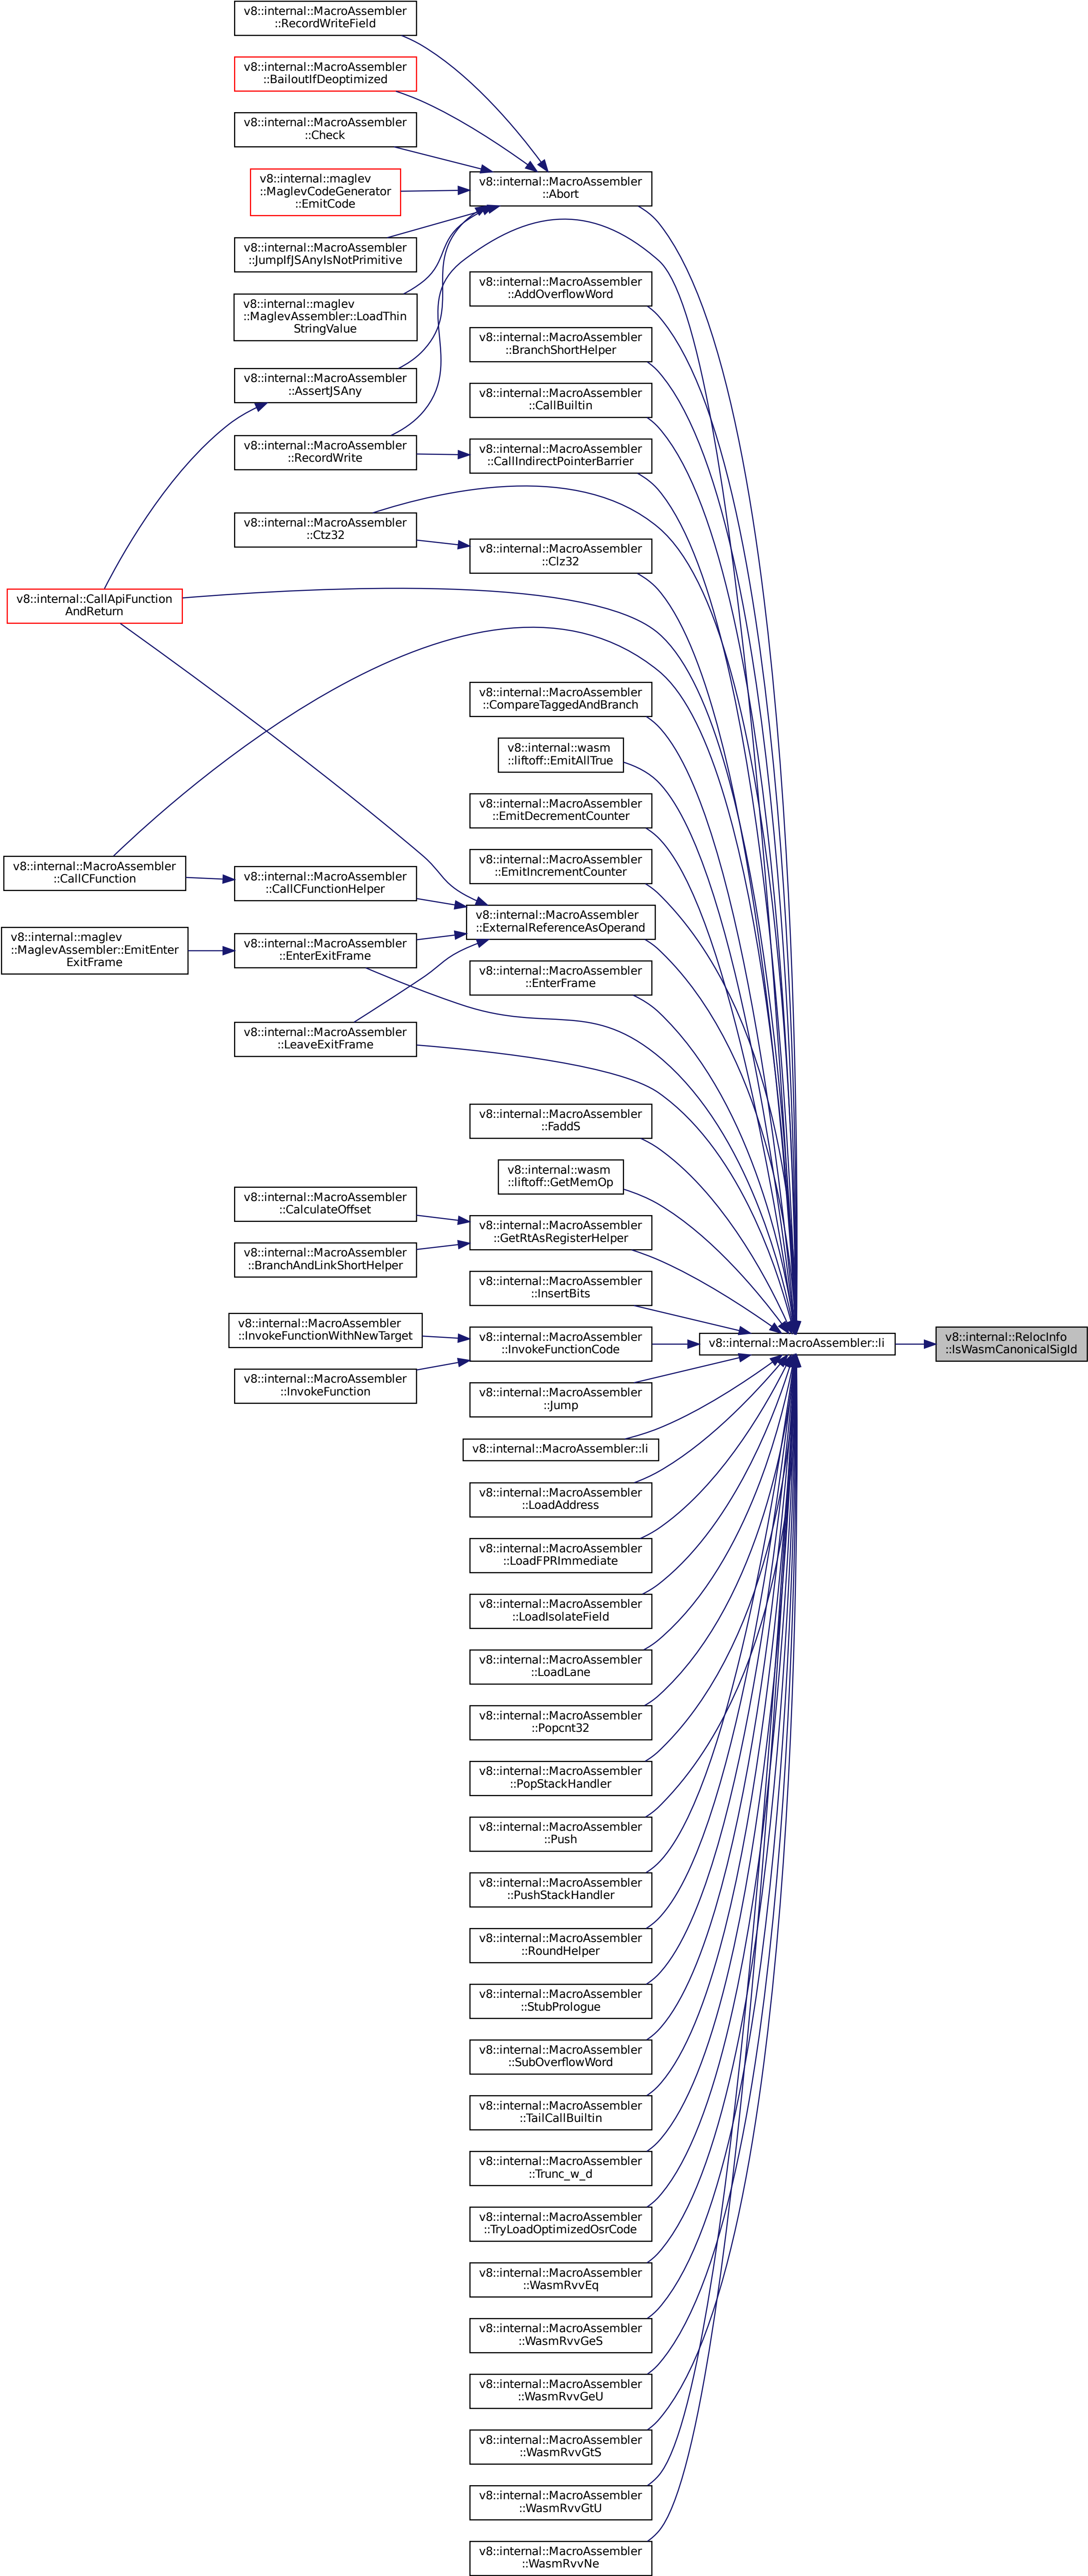 v8::internal::MacroAssembler
::RecordWriteField
v8::internal::MacroAssembler
::BailoutIfDeoptimized
v8::internal::MacroAssembler
::Check
v8::internal::maglev
::MaglevCodeGenerator
::EmitCode
v8::internal::MacroAssembler
::JumpIfJSAnyIsNotPrimitive
v8::internal::maglev
::MaglevAssembler::LoadThin
StringValue
v8::internal::MacroAssembler
::AssertJSAny
v8::internal::MacroAssembler
::RecordWrite
v8::internal::MacroAssembler
::Ctz32
v8::internal::CallApiFunction
AndReturn
v8::internal::MacroAssembler
::CallCFunction
v8::internal::MacroAssembler
::CallCFunctionHelper
v8::internal::maglev
::MaglevAssembler::EmitEnter
ExitFrame
v8::internal::MacroAssembler
::EnterExitFrame
v8::internal::MacroAssembler
::LeaveExitFrame
v8::internal::MacroAssembler
::CalculateOffset
v8::internal::MacroAssembler
::BranchAndLinkShortHelper
v8::internal::MacroAssembler
::InvokeFunctionWithNewTarget
v8::internal::MacroAssembler
::InvokeFunction
v8::internal::MacroAssembler
::Abort
v8::internal::MacroAssembler
::AddOverflowWord
v8::internal::MacroAssembler
::BranchShortHelper
v8::internal::MacroAssembler
::CallBuiltin
v8::internal::MacroAssembler
::CallIndirectPointerBarrier
v8::internal::MacroAssembler
::Clz32
v8::internal::MacroAssembler
::CompareTaggedAndBranch
v8::internal::wasm
::liftoff::EmitAllTrue
v8::internal::MacroAssembler
::EmitDecrementCounter
v8::internal::MacroAssembler
::EmitIncrementCounter
v8::internal::MacroAssembler
::ExternalReferenceAsOperand
v8::internal::MacroAssembler
::EnterFrame
v8::internal::MacroAssembler
::FaddS
v8::internal::wasm
::liftoff::GetMemOp
v8::internal::MacroAssembler
::GetRtAsRegisterHelper
v8::internal::MacroAssembler
::InsertBits
v8::internal::MacroAssembler
::InvokeFunctionCode
v8::internal::MacroAssembler
::Jump
v8::internal::MacroAssembler::li
v8::internal::MacroAssembler
::LoadAddress
v8::internal::MacroAssembler
::LoadFPRImmediate
v8::internal::MacroAssembler
::LoadIsolateField
v8::internal::MacroAssembler
::LoadLane
v8::internal::MacroAssembler
::Popcnt32
v8::internal::MacroAssembler
::PopStackHandler
v8::internal::MacroAssembler
::Push
v8::internal::MacroAssembler
::PushStackHandler
v8::internal::MacroAssembler
::RoundHelper
v8::internal::MacroAssembler
::StubPrologue
v8::internal::MacroAssembler
::SubOverflowWord
v8::internal::MacroAssembler
::TailCallBuiltin
v8::internal::MacroAssembler
::Trunc_w_d
v8::internal::MacroAssembler
::TryLoadOptimizedOsrCode
v8::internal::MacroAssembler
::WasmRvvEq
v8::internal::MacroAssembler
::WasmRvvGeS
v8::internal::MacroAssembler
::WasmRvvGeU
v8::internal::MacroAssembler
::WasmRvvGtS
v8::internal::MacroAssembler
::WasmRvvGtU
v8::internal::MacroAssembler
::WasmRvvNe
v8::internal::MacroAssembler::li
v8::internal::RelocInfo
::IsWasmCanonicalSigId